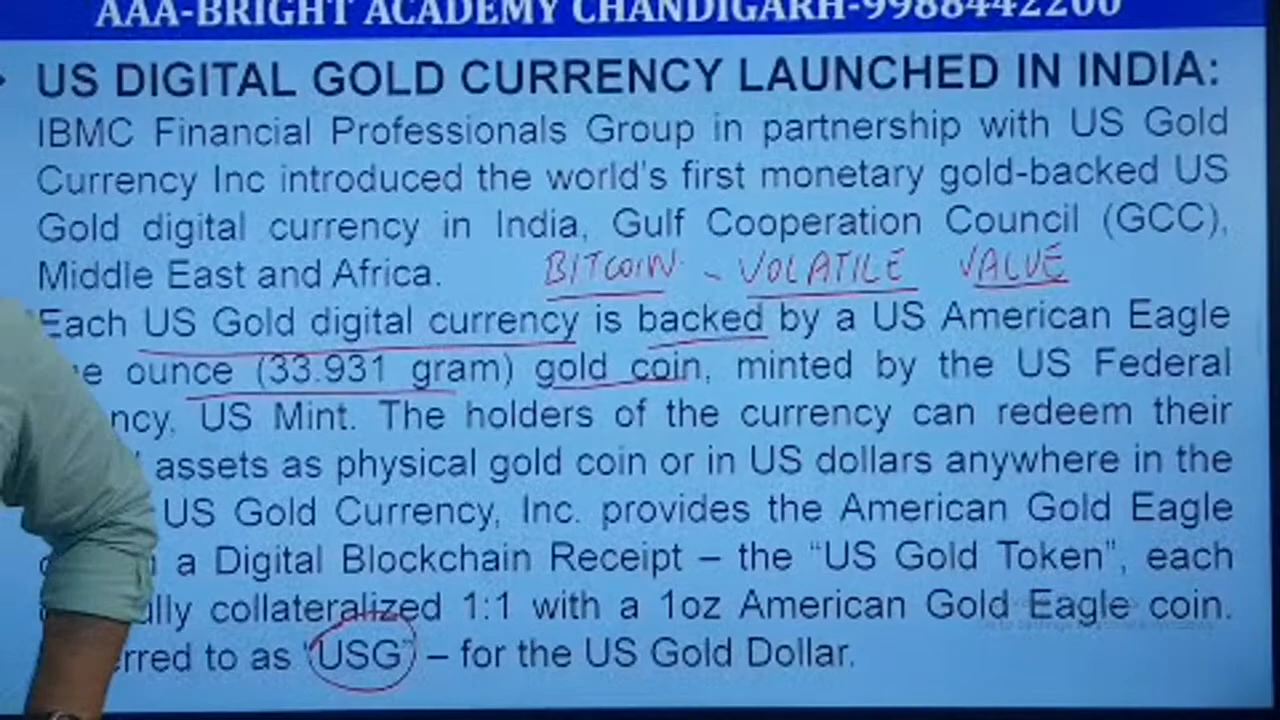 AAA-BRIGHT ACADEMY CHANDIGARH-9988442200
US DIGITAL GOLD CURRENCY LAUNCHED IN INDIA:
IBMC Financial Professionals Group in partnership with US Gold
Currency Inc introduced the world's first monetary gold-backed US
Gold digital currency in India, Gulf Cooperation Council (GCC),
Middle East and Africa.
BITCOIN - VOLATILE VALUE
Each US Gold digital currency is backed by a US American Eagle
ounce (33.931 gram) gold coin, minted by the US Federal
US Mint. The holders of the currency can redeem their
assets as physical gold coin or in US dollars anywhere in the
US Gold Currency, Inc. provides the American Gold Eagle
a Digital Blockchain Receipt – the “US Gold Token”, each
collateralized 1:1 with a 1oz American Gold Eagle coin.
to as 'USG' – for the US Gold Dollar.